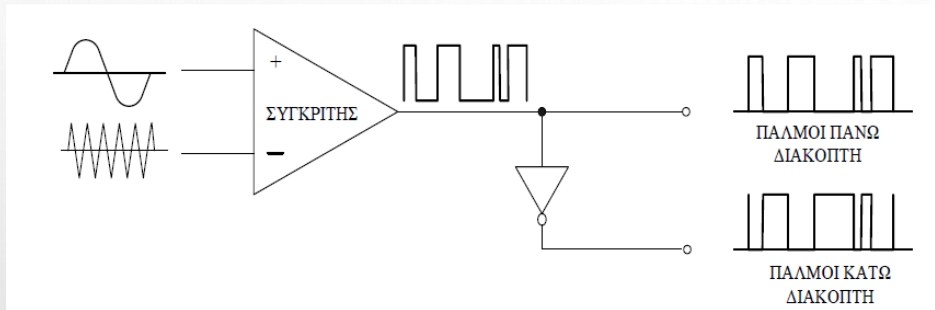 +
ΣΥΓΚΡΙΤΗΣ
−
ΠΑΛΜΟΙ ΠΑΝΩ
ΔΙΑΚΟΠΤΗ
ΠΑΛΜΟΙ ΚΑΤΩ
ΔΙΑΚΟΠΤΗ